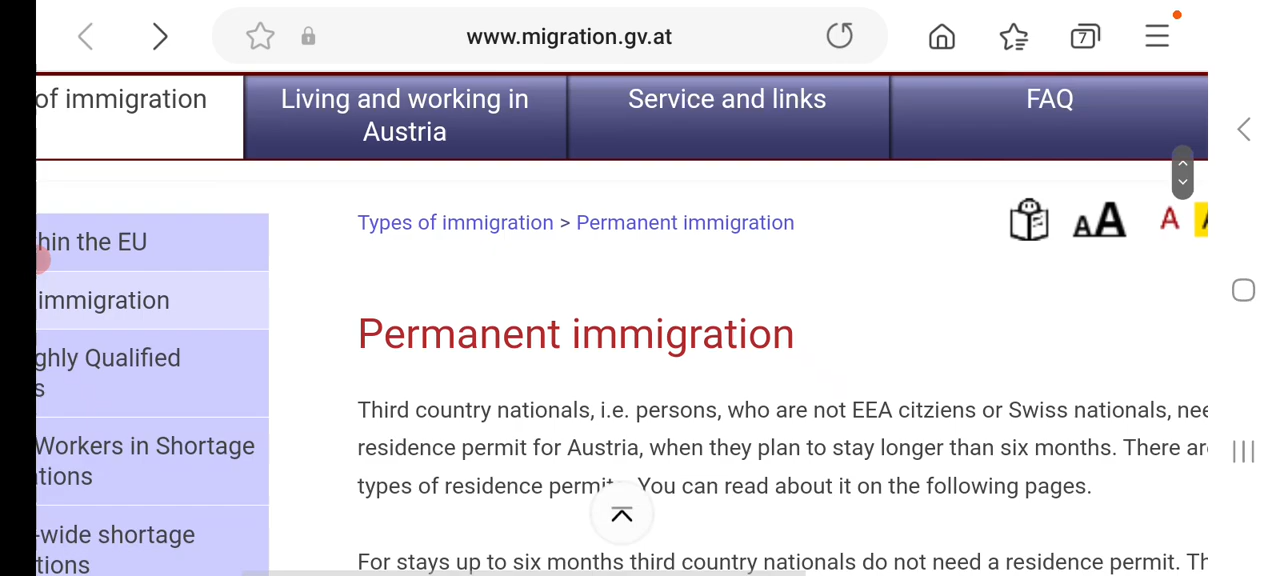 www.migration.gv.at
7
of immigration
Living and working in
Austria
Service and links
FAQ
Types of immigration > Permanent immigration
A A
A
hin the EU
immigration
ghly Qualified
s
Workers in Shortage
tions
-wide shortage
tions
Permanent immigration
Third country nationals, i.e. persons, who are not EEA citziens or Swiss nationals, nee
residence permit for Austria, when they plan to stay longer than six months. There are
types of residence permits. You can read about it on the following pages.
For stays up to six months third country nationals do not need a residence permit. Th